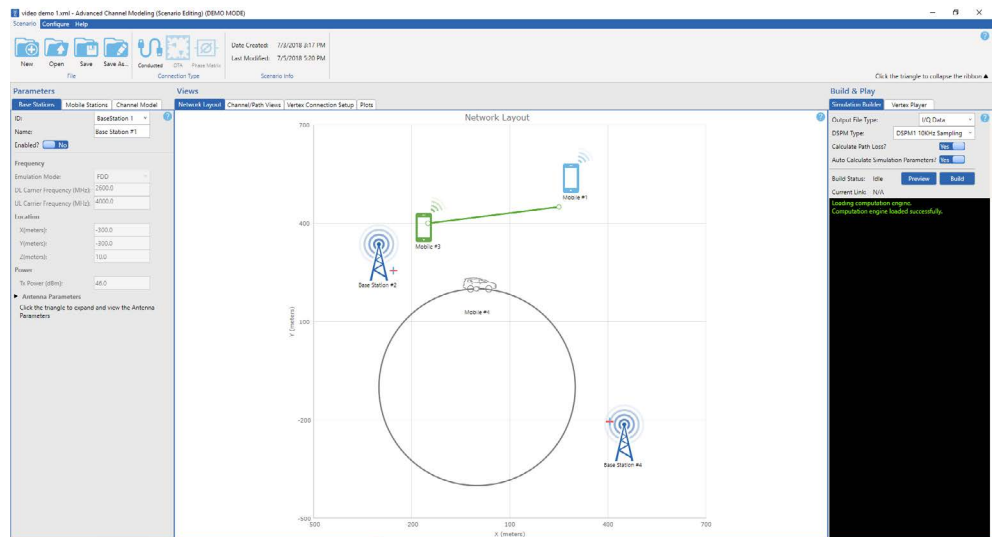 video demo 1.xml - Advanced Channel Modeling (Scenario Editing) (DEMO MODE)
Scenario Configure Help
New Open Save Save As... Conducted OTA Phase Matrix
Date Created: 7/3/2018 3:17 PM
Last Modified: 7/5/2018 5:20 PM
File Connection Type Scenario Info
Click the triangle to collapse the ribbon
Parameters
Base Stations Mobile Stations Channel Model
ID: BaseStation 1
Name: Base Station #1
Enabled? No
Frequency
Emulation Mode: FDD
DL Carrier Frequency (MHz): 2600.0
UL Carrier Frequency (MHz): 4000.0
Location
X(meters): -300.0
Y(meters): -300.0
Z(meters): 10.0
Power
Tx Power (dBm): 46.0
Antenna Parameters
Click the triangle to expand and view the Antenna
Parameters
Views
Network Layout Channel/Path Views Vertex Connection Setup Plots
Network Layout
700
Mobile #1
400
Mobile #3
Base Station #2
Mobile #4
100
Y (meters)
-200
Base Station #4
-500
-500 -200 100 400 700
X (meters)
Build & Play
Simulation Builder Vertex Player
Output File Type: I/Q Data
DSPM Type: DSPM1 10KHz Sampling
Calculate Path Loss? Yes
Auto Calculate Simulation Parameters? Yes
Build Status: Idle Preview Build
Current Link: N/A
Loading computation engine.
Computation engine loaded successfully.